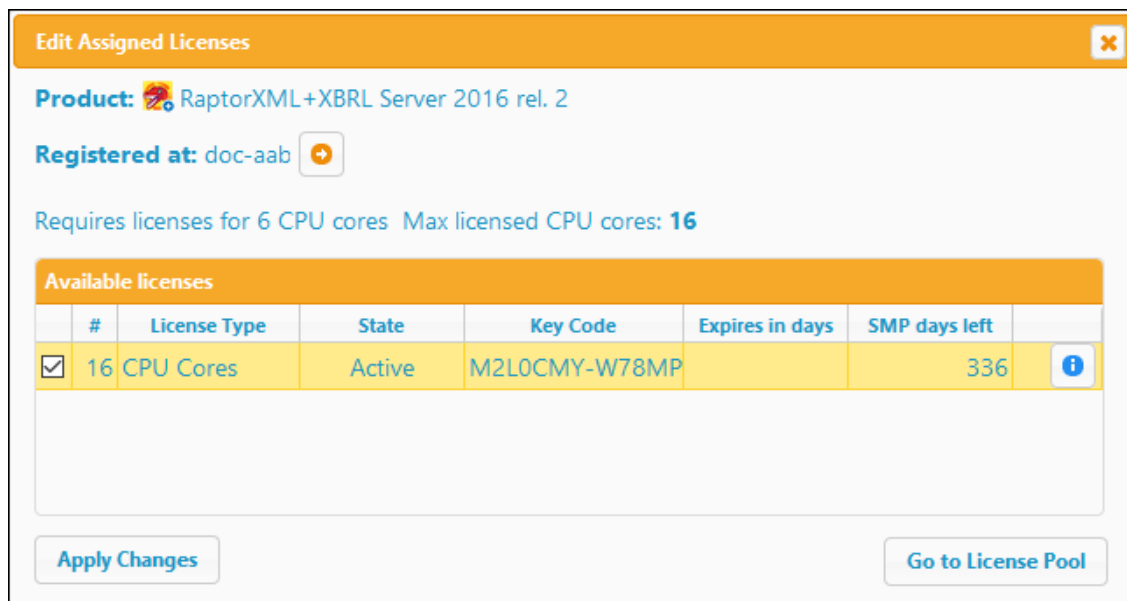 Edit Assigned Licenses
Product: RaptorXML+XBRL Server 2016 rel. 2
Registered at: doc-aab
Requires licenses for 6 CPU cores Max licensed CPU cores: 16
Available licenses
# License Type State Key Code Expires in days SMP days left
16 CPU Cores Active M2L0CMY-W78MP 336
Apply Changes Go to License Pool